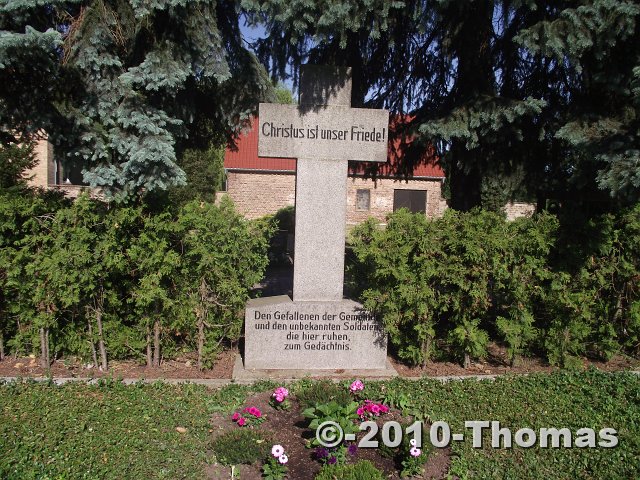 Christus ist unser Friede!
Den Gefallenen der Gemeinde
und den unbekannten Soldaten,
die hier ruhen,
zum Gedächtnis.
©-2010-Thomas